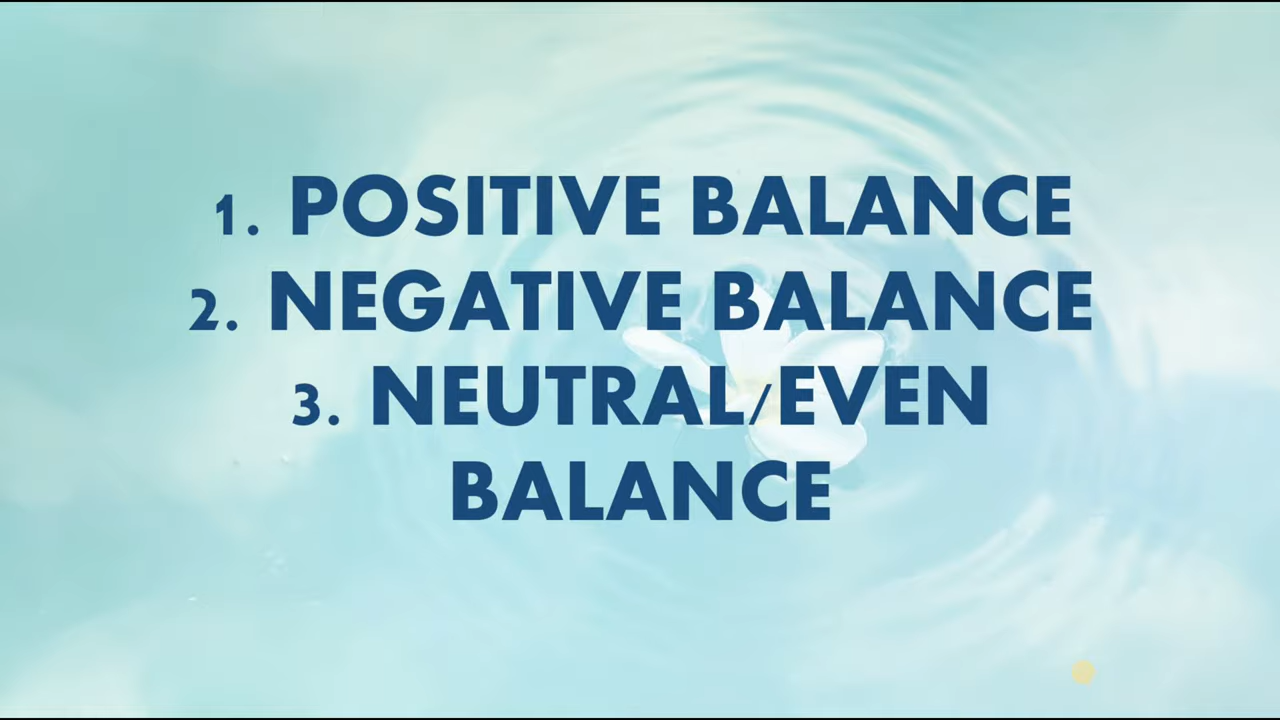 1. POSITIVE BALANCE
2. NEGATIVE BALANCE
3. NEUTRAL/EVEN
BALANCE